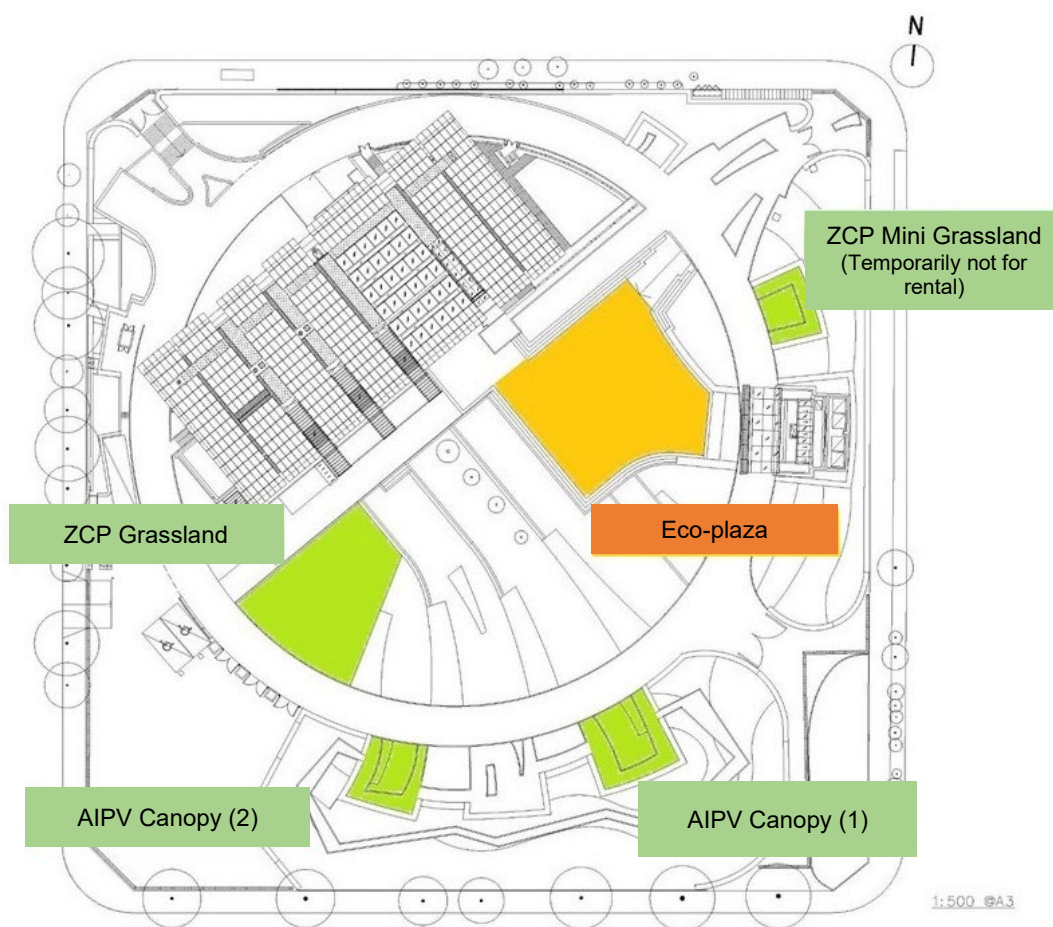 N
ZCP Mini Grassland
(Temporarily not for
rental)
ZCP Grassland
Eco-plaza
AIPV Canopy (2)
AIPV Canopy (1)
1:500 @A3